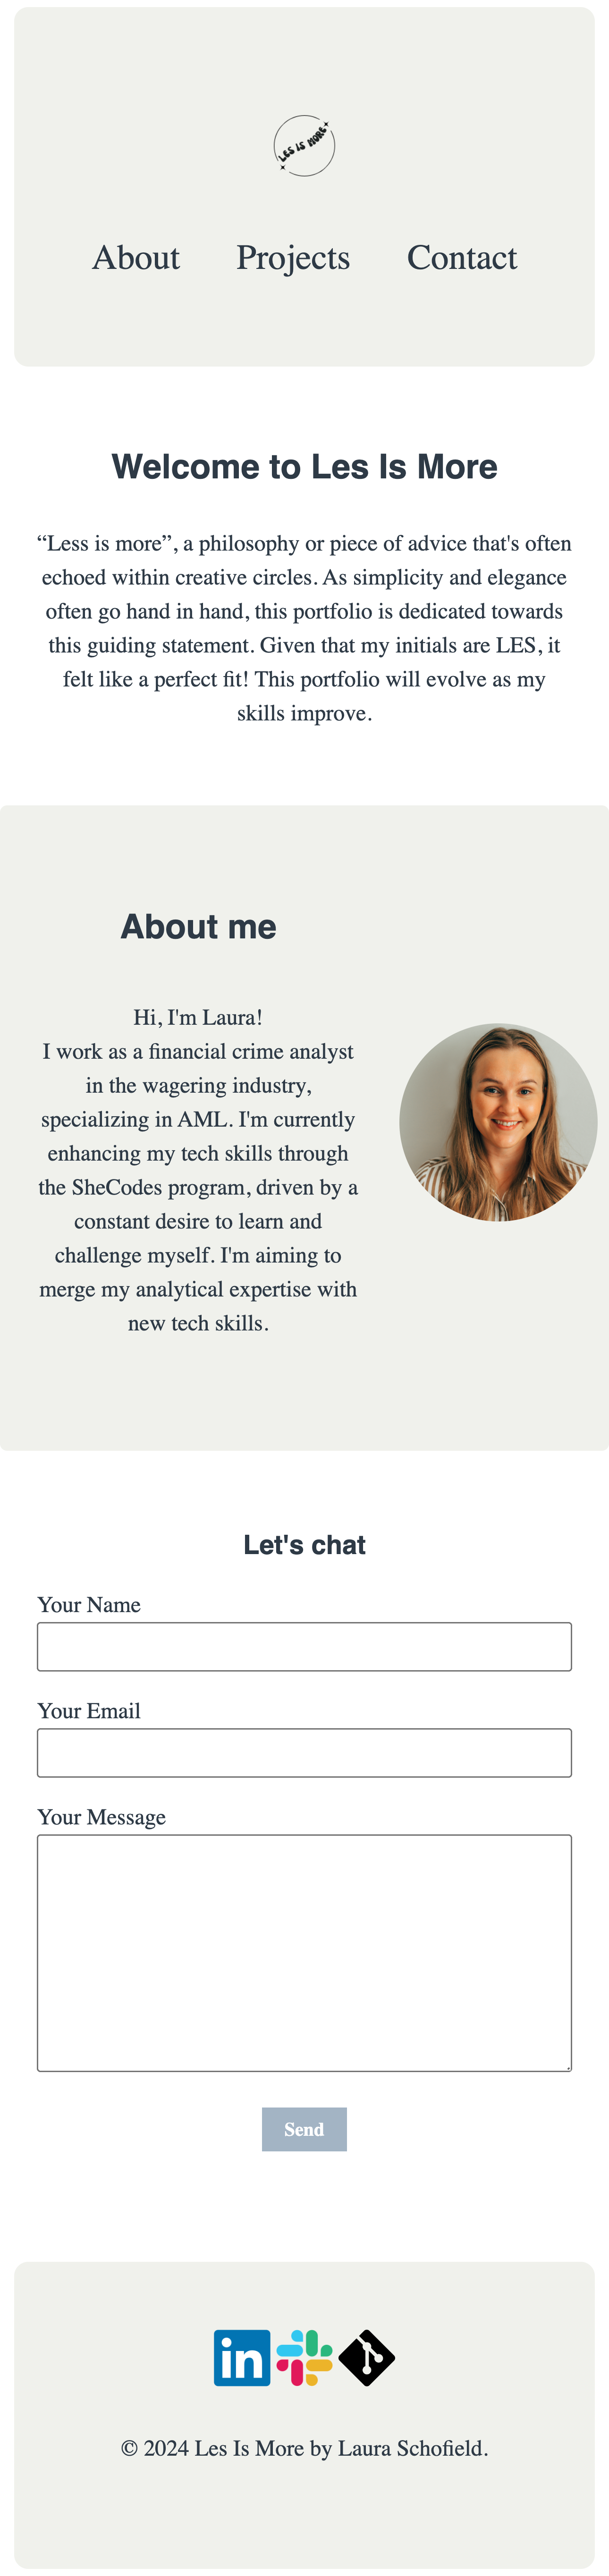 LES IS MORE
About Projects Contact
Welcome to Les Is More
“Less is more”, a philosophy or piece of advice that's often
echoed within creative circles. As simplicity and elegance
often go hand in hand, this portfolio is dedicated towards
this guiding statement. Given that my initials are LES, it
felt like a perfect fit! This portfolio will evolve as my
skills improve.
About me
Hi, I'm Laura!
I work as a financial crime analyst
in the wagering industry,
specializing in AML. I'm currently
enhancing my tech skills through
the SheCodes program, driven by a
constant desire to learn and
challenge myself. I'm aiming to
merge my analytical expertise with
new tech skills.
Let's chat
Your Name
Your Email
Your Message
Send
in
© 2024 Les Is More by Laura Schofield.